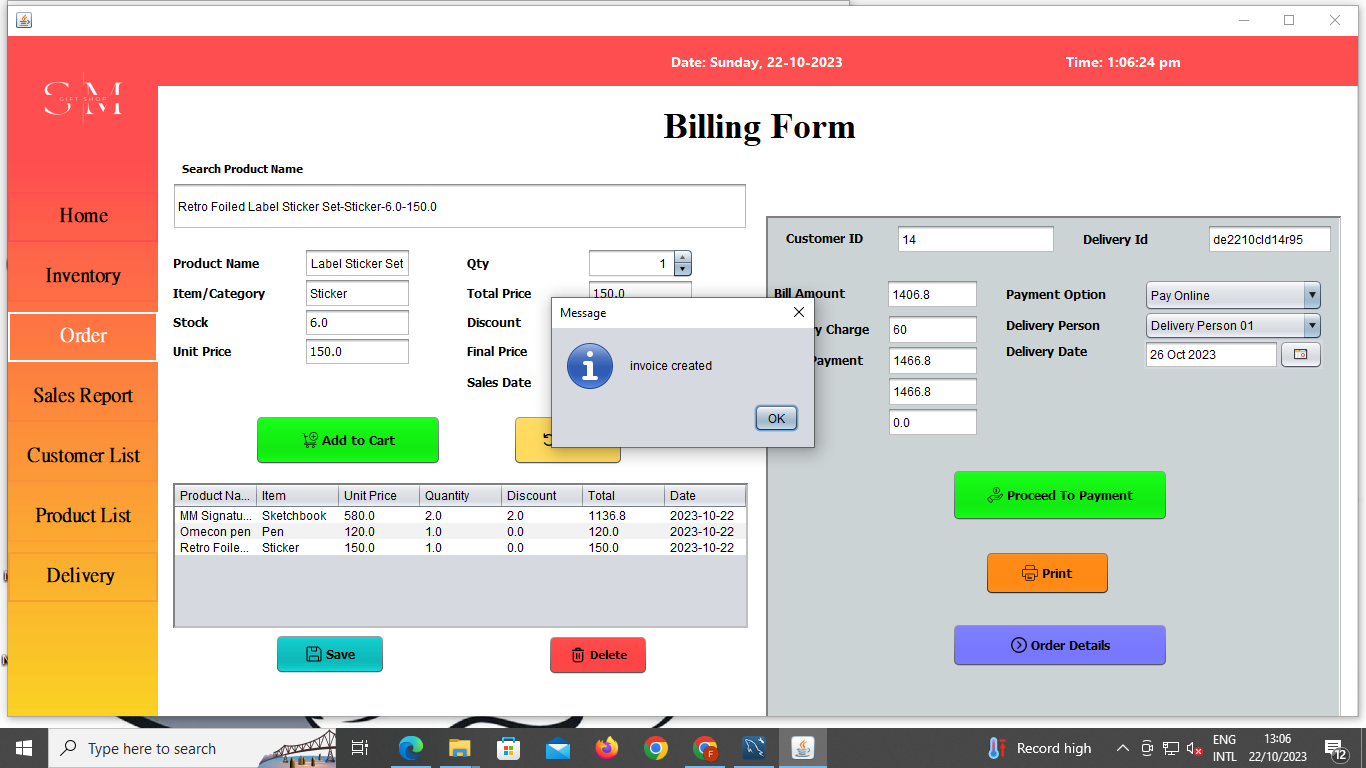 Date: Sunday, 22-10-2023
Time: 1:06:24 pm
SM
GIFT SHOP
Billing Form
Search Product Name
Retro Foiled Label Sticker Set-Sticker-6.0-150.0
Home
Inventory
Order
Sales Report
Customer List
Product List
Delivery
Product Name
Label Sticker Set
Qty
1
Item/Category
Sticker
Total Price
150.0
Stock
6.0
Discount
Unit Price
150.0
Final Price
Sales Date
Add to Cart
Message
invoice created
OK
Customer ID
14
Delivery Id
de2210cld14r95
Bill Amount
1406.8
Payment Option
Pay Online
Charge
60
Delivery Person
Delivery Person 01
Payment
1466.8
Delivery Date
26 Oct 2023
1466.8
0.0
Product Na... Item Unit Price Quantity Discount Total Date
MM Signatu... Sketchbook 580.0 2.0 2.0 1136.8 2023-10-22
Omecon pen Pen 120.0 1.0 0.0 120.0 2023-10-22
Retro Foile... Sticker 150.0 1.0 0.0 150.0 2023-10-22
Save
Delete
Proceed To Payment
Print
Order Details
Type here to search
F
Record high
ENG
INTL
13:06
22/10/2023
12